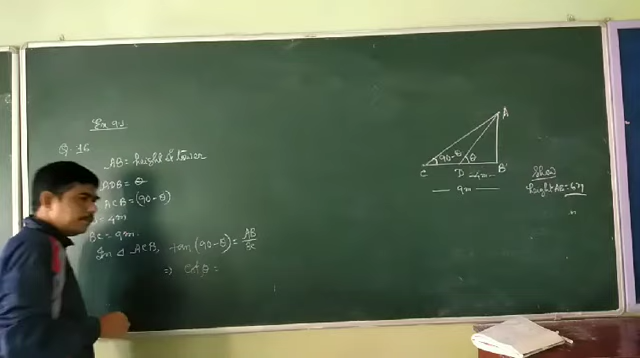 Ex 9.1
Q. 16
AB = height of tower
ADB = θ
ACB = (90-θ)
= 4m
BC = 9m.
In Δ ACB, tan (90-θ) = AB/BC
⇒ cot θ =
A
90-θ θ
C D -4m- B
9m
Show
height AB = 6m